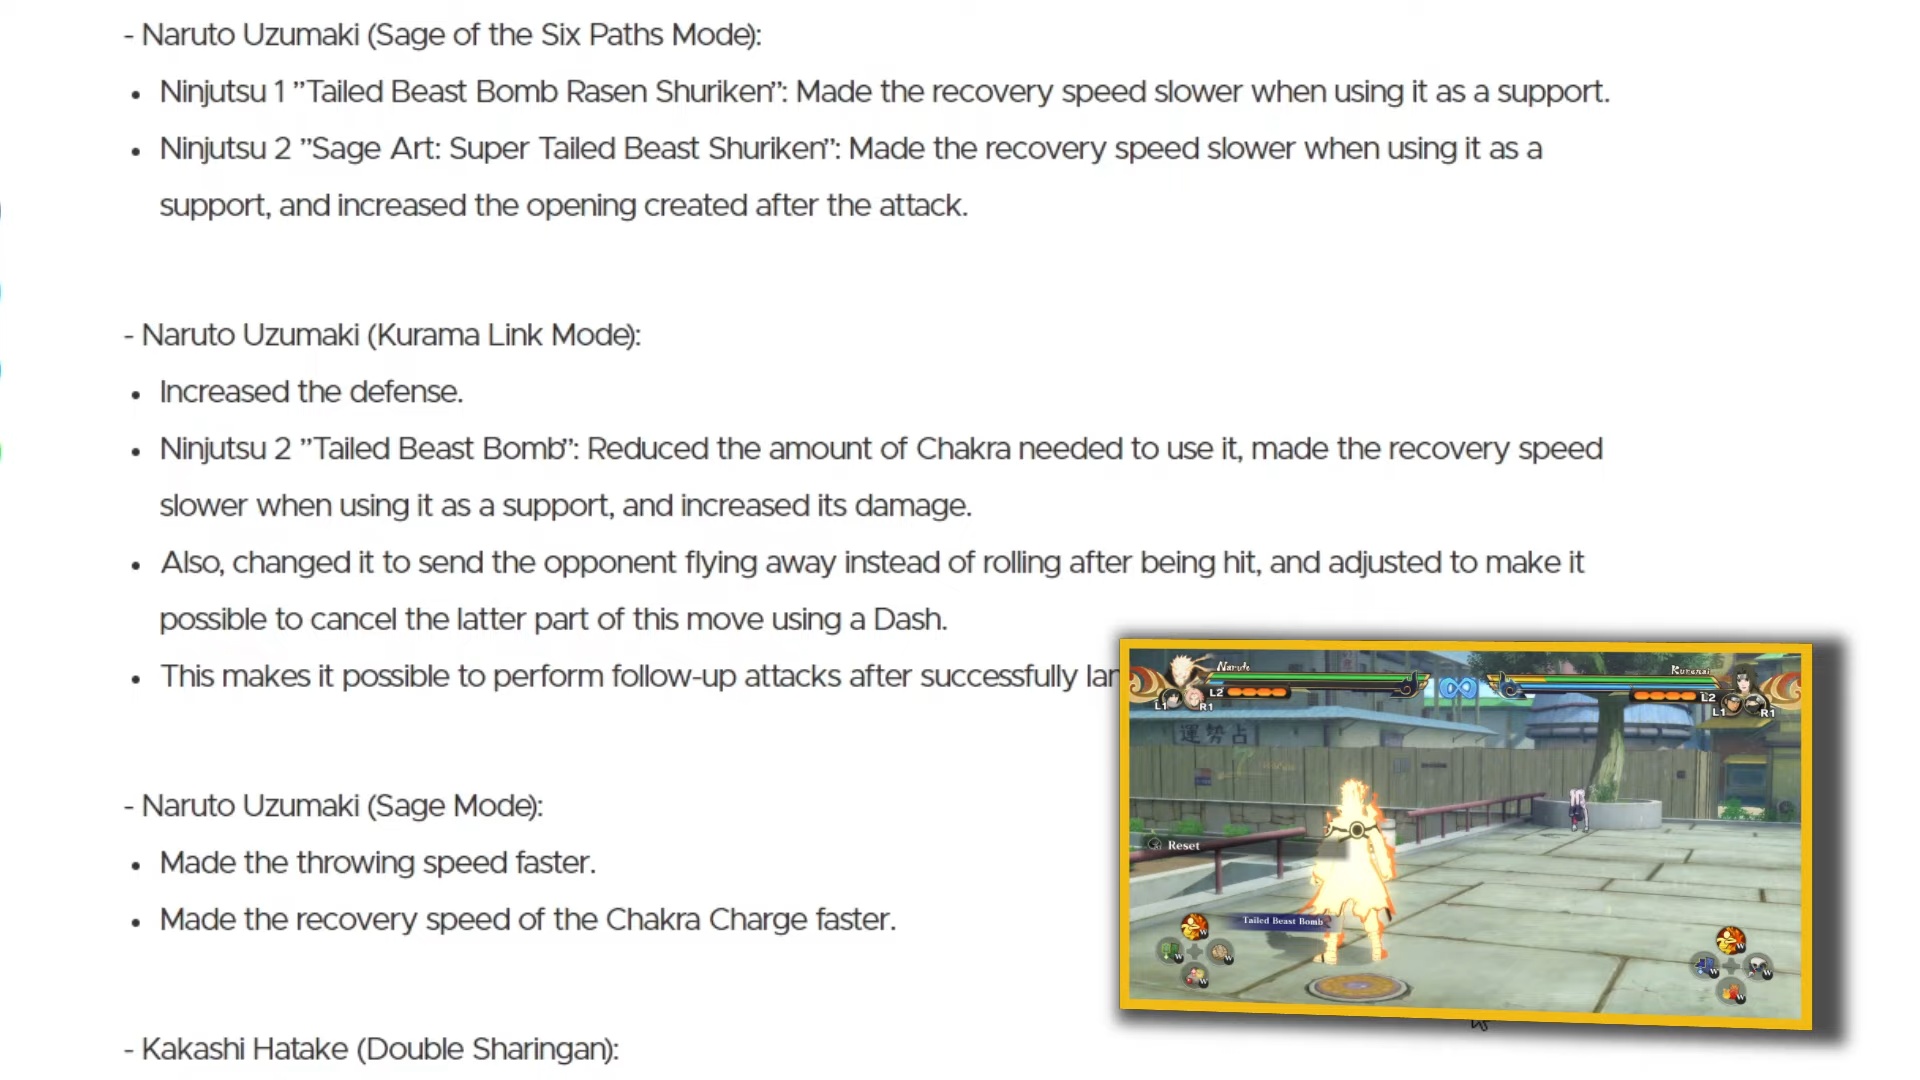 - Naruto Uzumaki (Sage of the Six Paths Mode):
• Ninjutsu 1 ”Tailed Beast Bomb Rasen Shuriken”: Made the recovery speed slower when using it as a support.
• Ninjutsu 2 ”Sage Art: Super Tailed Beast Shuriken”: Made the recovery speed slower when using it as a
support, and increased the opening created after the attack.
- Naruto Uzumaki (Kurama Link Mode):
• Increased the defense.
• Ninjutsu 2 ”Tailed Beast Bomb”: Reduced the amount of Chakra needed to use it, made the recovery speed
slower when using it as a support, and increased its damage.
• Also, changed it to send the opponent flying away instead of rolling after being hit, and adjusted to make it
possible to cancel the latter part of this move using a Dash.
• This makes it possible to perform follow-up attacks after successfully lan
- Naruto Uzumaki (Sage Mode):
• Made the throwing speed faster.
• Made the recovery speed of the Chakra Charge faster.
- Kakashi Hatake (Double Sharingan):
Naruto
Kurenai
L2
L2
L1
R1
L1
R1
運勢占
Reset
Tailed Beast Bomb
W
W
W
W
W
W
W
W